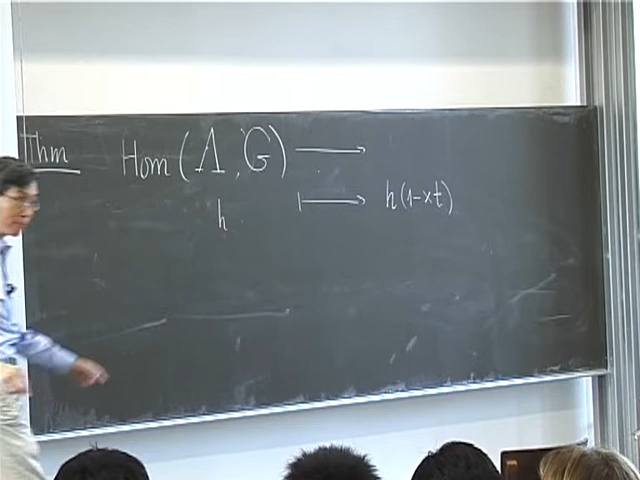 Thm Hom(Λ, G) ⟶
h ⟼ h(1-xt)